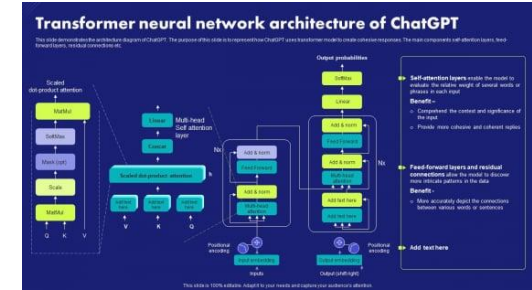 Transformer neural network architecture of ChatGPT
This slide demonstrates the architecture diagram of ChatGPT. The purpose of this slide is to represent how ChatGPT uses transformer model to create cohesive responses. The main components self-attention layers, feed-
forward layers, residual connections etc.
Scaled
dot-product attention
MatMul
SoftMax
Mask (opt)
Scale
MatMul
Q K V
Linear
Concat
Multi-head
Self attention
layer
Scaled dot-product attention
h
Add text
here
Add text
here
Add text
here
V K Q
Nx
Add & norm
Feed Forward
Add & norm
Multi-head
attention
Positional
encoding
Input embedding
Inputs
Output probabilities
SoftMax
Linear
Add & norm
Feed Forward
Add & norm
Multi-head
attention
Nx
Add text here
Add text here
Positional
encoding
Output embedding
Output (shift right)
Self-attention layers enable the model to
evaluate the relative weight of several words or
phrases in each input
Benefit –
Comprehend the context and significance of
the input
Provide more cohesive and coherent replies
Feed-forward layers and residual
connections allow the model to discover
more intricate patterns in the data
Benefit –
More accurately depict the connections
between various words or sentences
Add text here
This slide is 100% editable. Adapt it to your needs and capture your audience's attention.